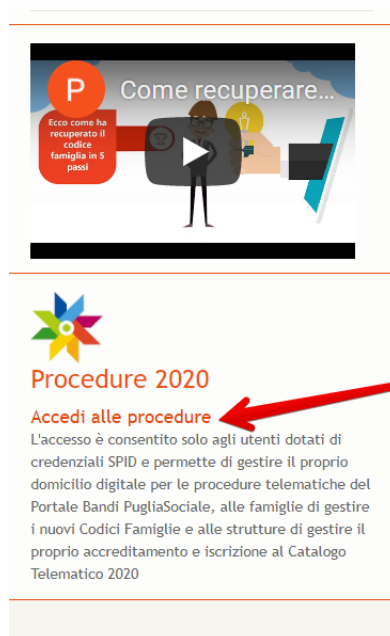 P
Come recuperare...
Ecco come ha
recuperato il
codice
famiglia in 5
passi
Procedure 2020
Accedi alle procedure
L'accesso è consentito solo agli utenti dotati di
credenziali SPID e permette di gestire il proprio
domicilio digitale per le procedure telematiche del
Portale Bandi PugliaSociale, alle famiglie di gestire
i nuovi Codici Famiglie e alle strutture di gestire il
proprio accreditamento e iscrizione al Catalogo
Telematico 2020